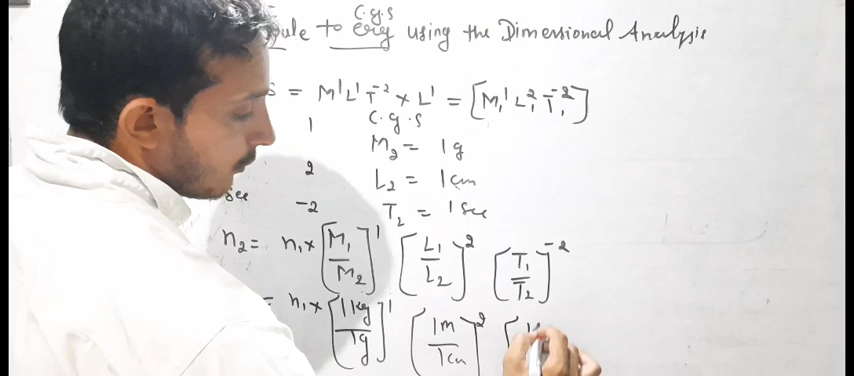 C.g.s
to erg using the Dimensional Analysis
= M¹L¹T⁻² × L¹ = [M₁¹ L₁² T₁⁻²]
1 C.g.s
M₂ = 1g
2 L₂ = 1cm
sec -2 T₂ = 1sec
n₂ = n₁ × [M₁/M₂]¹ [L₁/L₂]² [T₁/T₂]⁻²
= n₁ × [1kg/1g]¹ [1m/1cm]² [